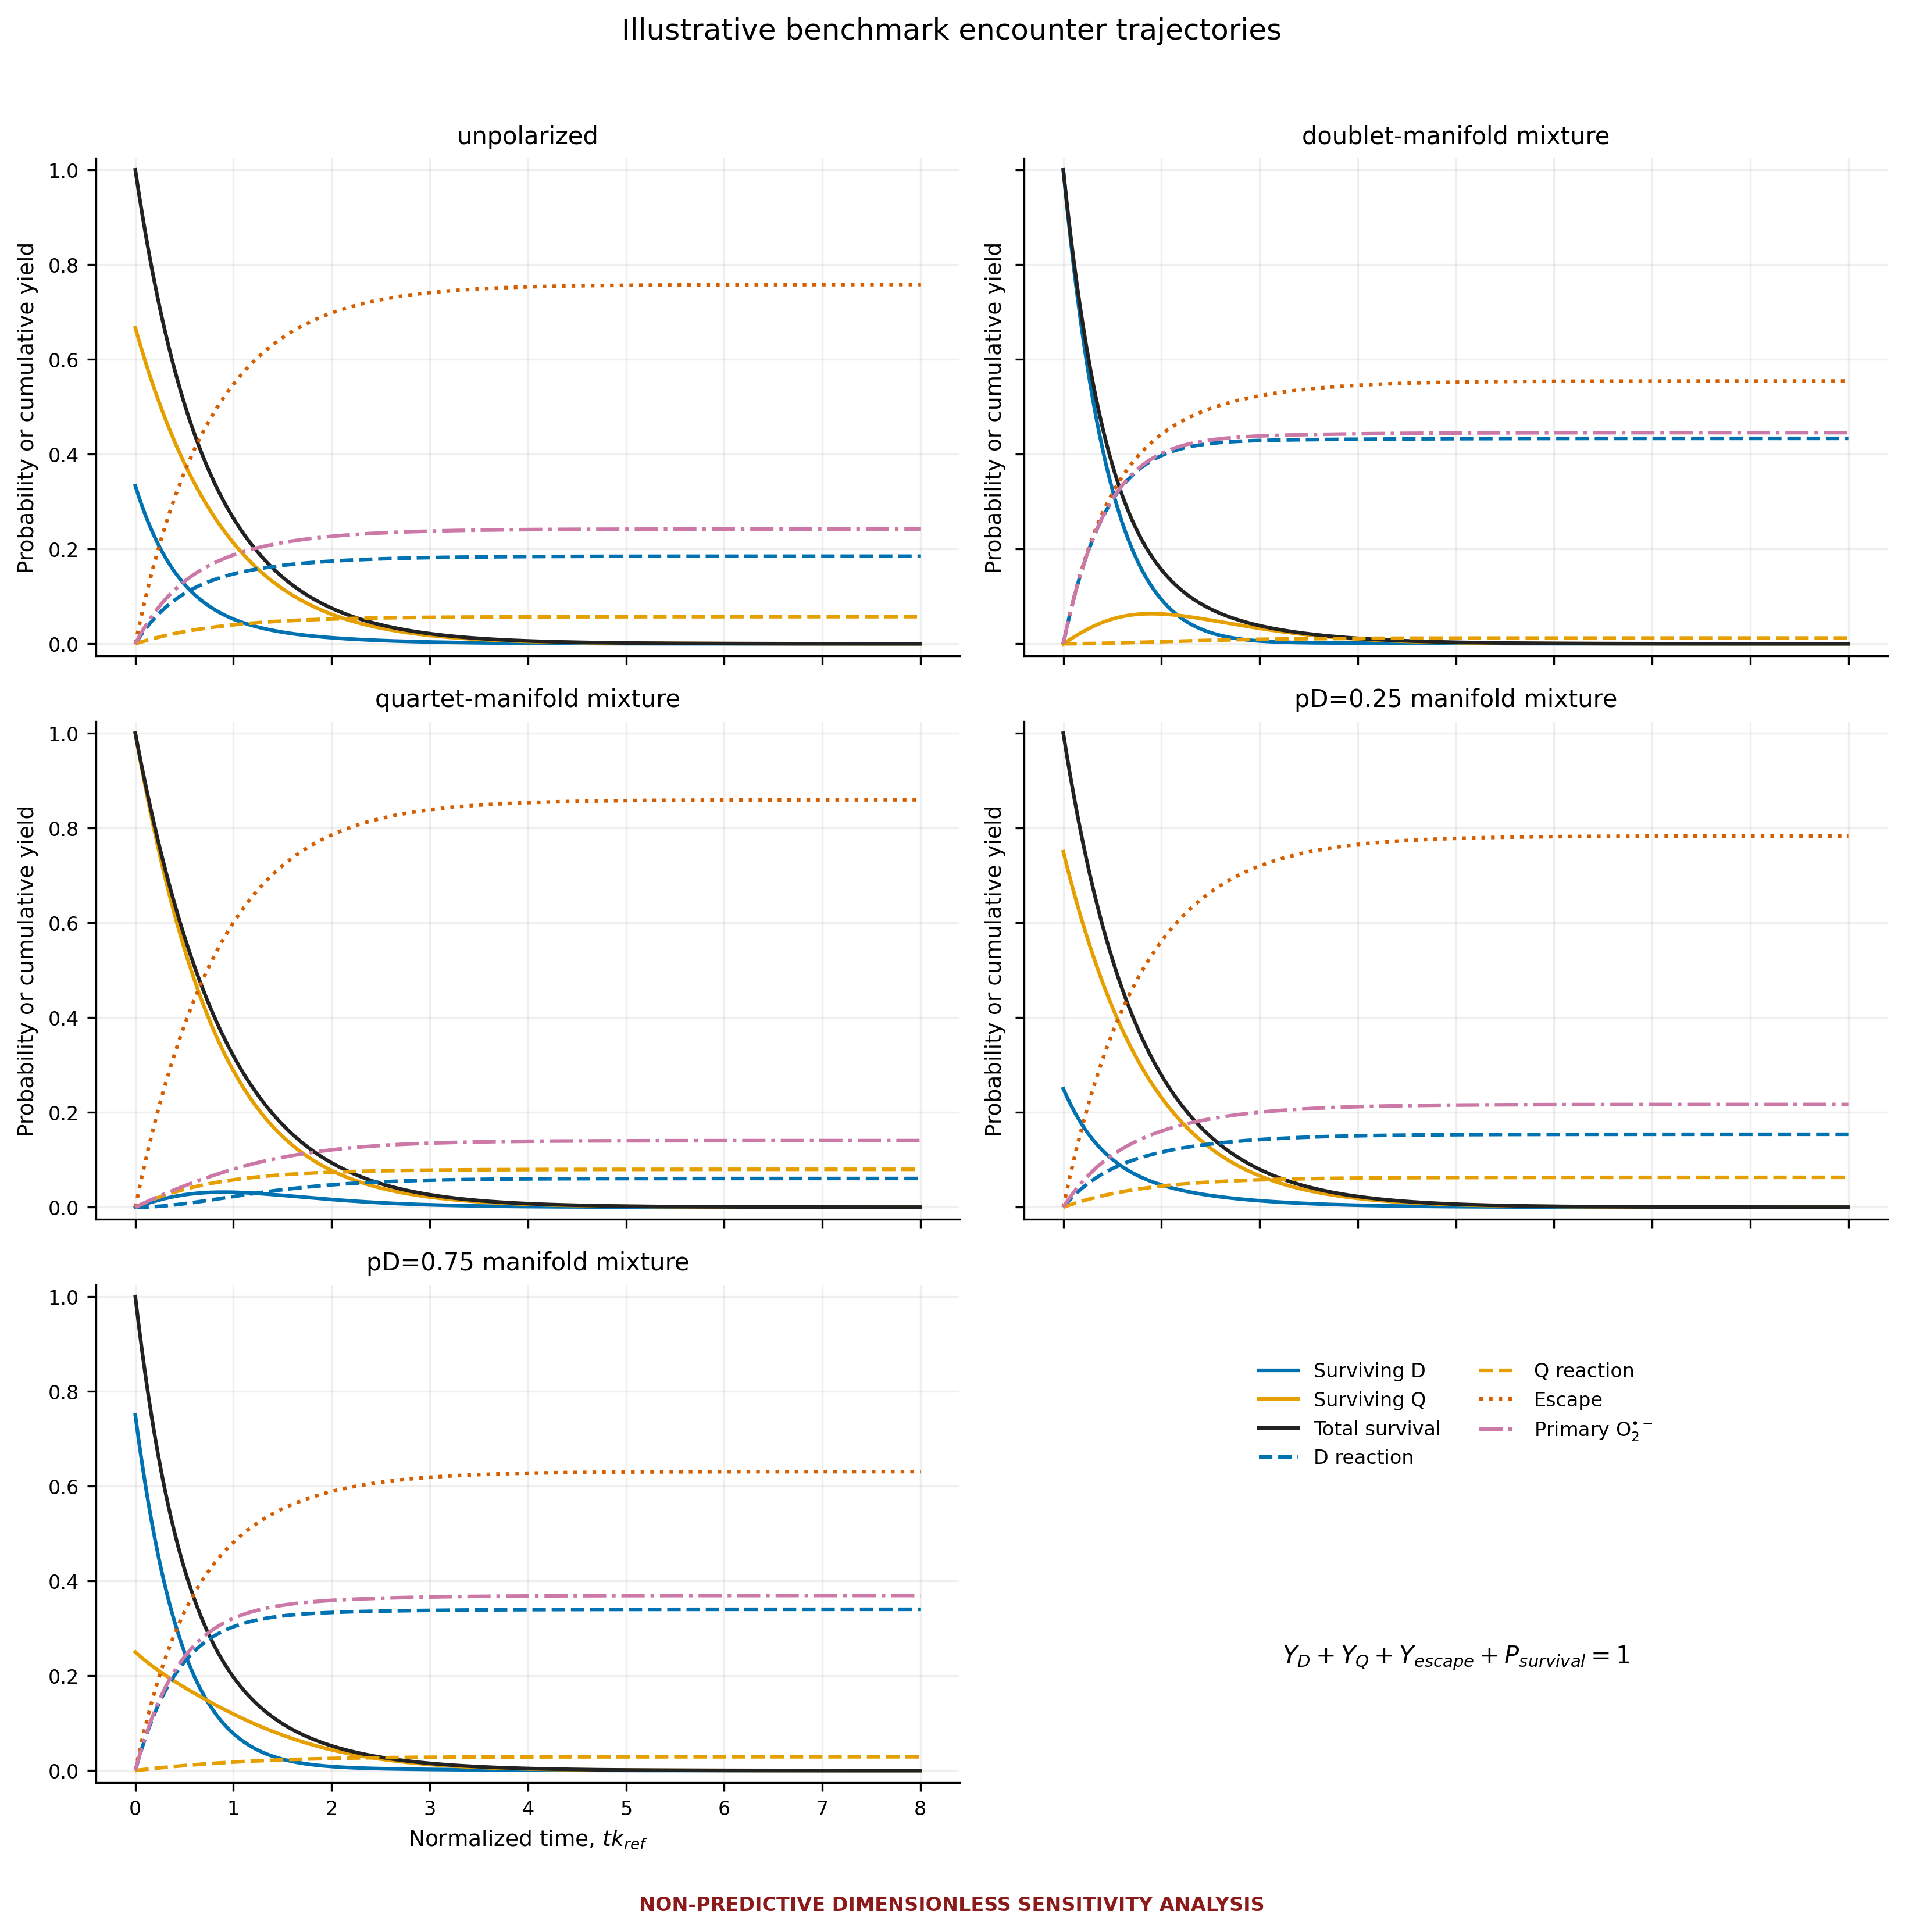 Illustrative benchmark encounter trajectories
unpolarized
doublet-manifold mixture
Probability or cumulative yield
1.0
0.8
0.6
0.4
0.2
0.0
Probability or cumulative yield
quartet-manifold mixture
pD=0.25 manifold mixture
Probability or cumulative yield
1.0
0.8
0.6
0.4
0.2
0.0
Probability or cumulative yield
pD=0.75 manifold mixture
Probability or cumulative yield
1.0
0.8
0.6
0.4
0.2
0.0
0 1 2 3 4 5 6 7 8
Normalized time, tk_ref
Surviving D
Surviving Q
Total survival
D reaction
Q reaction
Escape
Primary O₂•⁻
Y_D + Y_Q + Y_escape + P_survival = 1
NON-PREDICTIVE DIMENSIONLESS SENSITIVITY ANALYSIS